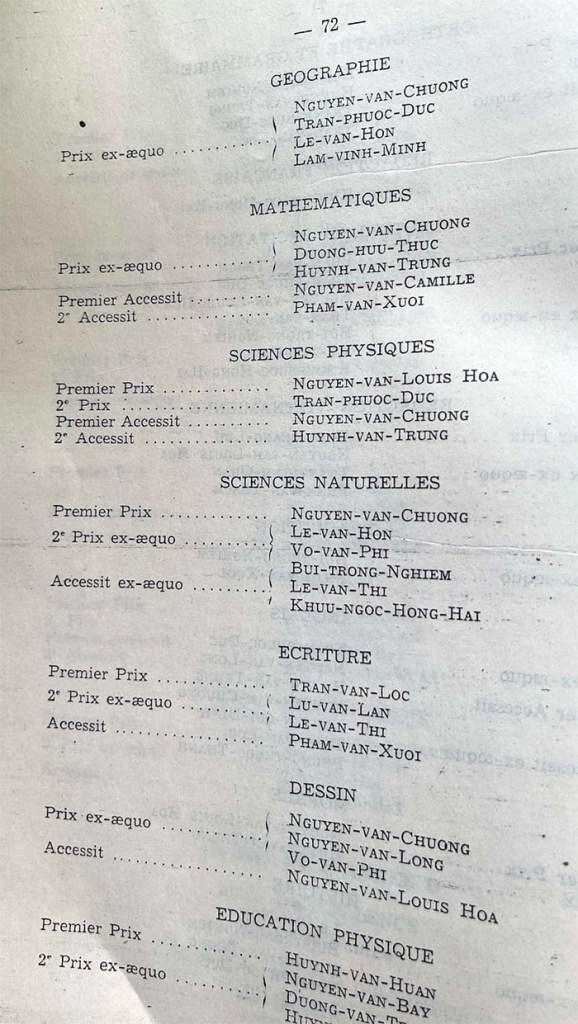 — 72 —
GEOGRAPHIE
Prix ex-æquo .......... Nguyen-van-Chuong
Tran-phuoc-Duc
Le-van-Hon
Lam-vinh-Minh
MATHEMATIQUES
Prix ex-æquo .......... Nguyen-van-Chuong
Duong-huu-Thuc
Huynh-van-Trung
Premier Accessit .......... Nguyen-van-Camille
2e Accessit .............. Pham-van-Xuoi
SCIENCES PHYSIQUES
Premier Prix ............ Nguyen-van-Louis Hoa
2e Prix ................. Tran-phuoc-Duc
Premier Accessit .......... Nguyen-van-Chuong
2e Accessit .............. Huynh-van-Trung
SCIENCES NATURELLES
Premier Prix ............ Nguyen-van-Chuong
2e Prix ex-æquo ........ Le-van-Hon
Vo-van-Phi
Accessit ex-æquo ......... Bui-trong-Nghiem
Le-van-Thi
Khuu-ngoc-Hong-Hai
ECRITURE
Premier Prix ............ Tran-van-Loc
2e Prix ex-æquo ......... Lu-van-Lan
Le-van-Thi
Accessit ................. Pham-van-Xuoi
DESSIN
Prix ex-æquo ........... Nguyen-van-Chuong
Nguyen-van-Long
Vo-van-Phi
Accessit ............... Nguyen-van-Louis Hoa
EDUCATION PHYSIQUE
Premier Prix ............ Huynh-van-Huan
2e Prix ex-æquo ......... Nguyen-van-Bay
Duong-van-